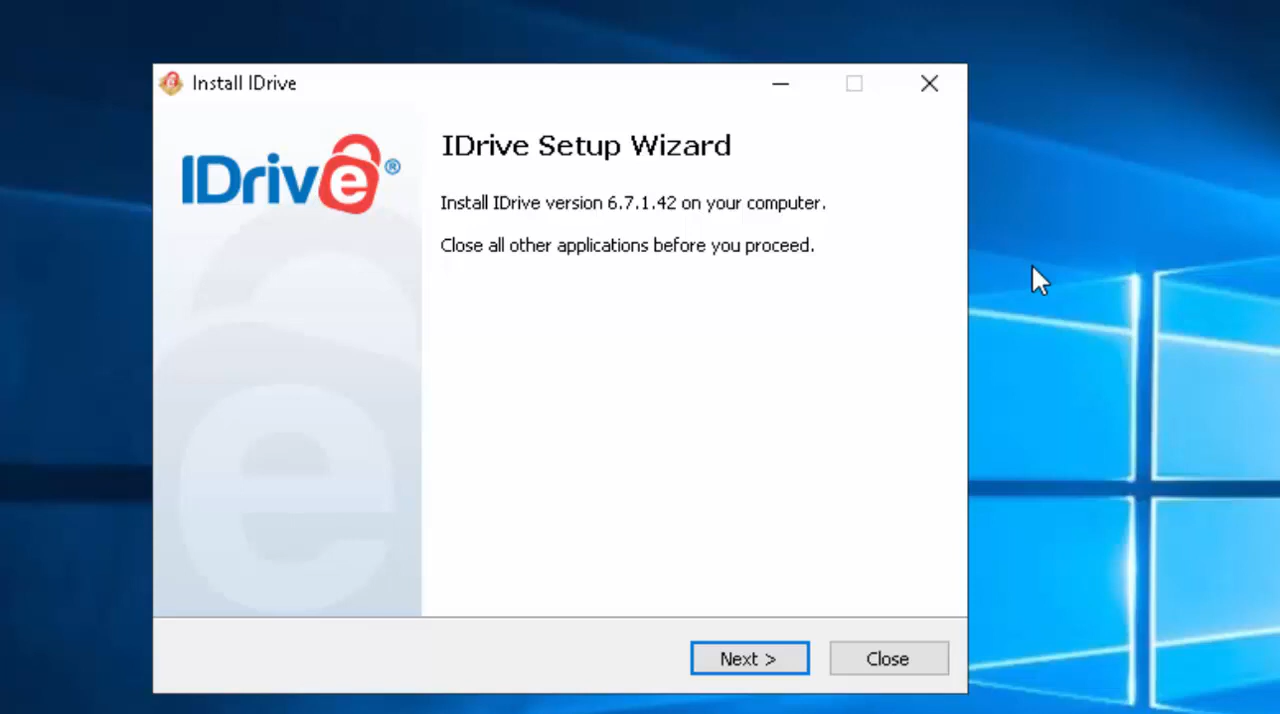 Install IDrive
IDrive®
IDrive Setup Wizard
Install IDrive version 6.7.1.42 on your computer.
Close all other applications before you proceed.
Next >
Close